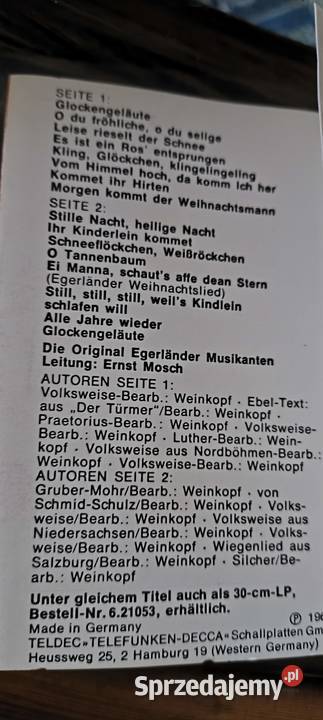 SEITE 1:
Glockengeläute
O du fröhliche, o du selige
Leise rieselt der Schnee
Es ist ein Ros' entsprungen
Kling, Glöckchen, klingelingeling
Vom Himmel hoch, da komm ich her
Kommet ihr Hirten
Morgen kommt der Weihnachtsmann
SEITE 2:
Stille Nacht, heilige Nacht
Ihr Kinderlein kommet
Schneeflöckchen, Weißröckchen
O Tannenbaum
Ei Manna, schaut's affe dean Stern
(Egerländer Weihnachtslied)
Still, still, still, weil's Kindlein
schlafen will
Alle Jahre wieder
Glockengeläute
Die Original Egerländer Musikanten
Leitung: Ernst Mosch
AUTOREN SEITE 1:
Volksweise-Bearb.: Weinkopf · Ebel-Text:
aus „Der Türmer"/Bearb.: Weinkopf ·
Praetorius-Bearb.: Weinkopf · Volksweise-
Bearb.: Weinkopf · Luther-Bearb.: Wein-
kopf · Volksweise aus Nordböhmen-Bearb.:
Weinkopf · Volksweise-Bearb.: Weinkopf
AUTOREN SEITE 2:
Gruber-Mohr/Bearb.: Weinkopf · von
Schmid-Schulz/Bearb.: Weinkopf · Volks-
weise/Bearb.: Weinkopf · Volksweise aus
Niedersachsen/Bearb.: Weinkopf · Volks-
weise/Bearb.: Weinkopf · Wiegenlied aus
Salzburg/Bearb.: Weinkopf · Silcher/Be-
arb.: Weinkopf
Unter gleichem Titel auch als 30-cm-LP,
Bestell-Nr. 6.21053, erhältlich.
Made in Germany ℗
TELDEC »TELEFUNKEN-DECCA« Schallplatten
Heussweg 25, 2 Hamburg 19 (Western Germany)
Sprzedajemy.pl